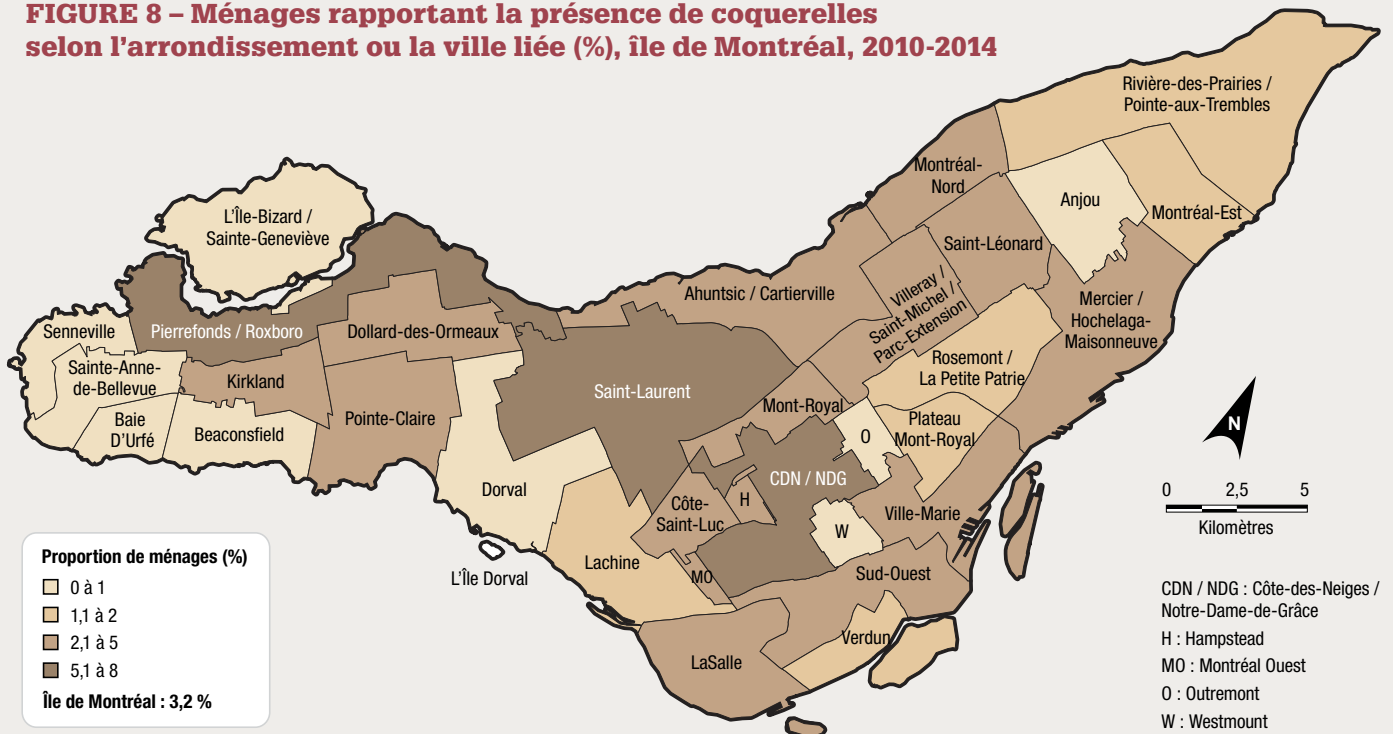 FIGURE 8 – Ménages rapportant la présence de coquerelles
selon l’arrondissement ou la ville liée (%), île de Montréal, 2010-2014
Rivière-des-Prairies /
Pointe-aux-Trembles
Montréal-
Nord
Anjou
Montréal-Est
L’Île-Bizard /
Sainte-Geneviève
Saint-Léonard
Ahuntsic / Cartierville
Villeray /
Saint-Michel /
Parc-Extension
Mercier /
Hochelaga-
Maisonneuve
Senneville
Pierrefonds / Roxboro
Dollard-des-Ormeaux
Sainte-Anne-
de-Bellevue
Kirkland
Rosemont /
La Petite Patrie
Saint-Laurent
Mont-Royal
Baie
D’Urfé
Beaconsfield
Pointe-Claire
Plateau
Mont-Royal
O
N
Dorval
CDN / NDG
H
Côte-
Saint-Luc
Ville-Marie
W
0 2,5 5
Kilomètres
L’Île Dorval
Lachine
MO
Sud-Ouest
Verdun
LaSalle
Proportion de ménages (%)
0 à 1
1,1 à 2
2,1 à 5
5,1 à 8
Île de Montréal : 3,2 %
CDN / NDG : Côte-des-Neiges /
Notre-Dame-de-Grâce
H : Hampstead
MO : Montréal Ouest
O : Outremont
W : Westmount